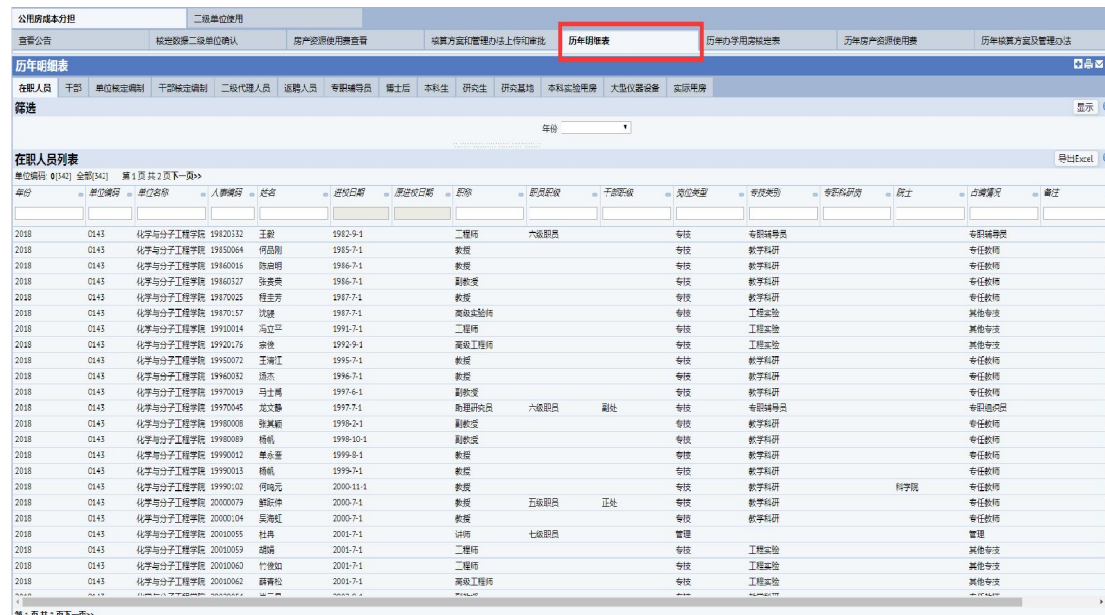 公用房成本分担 二级单位使用
查看公告 核定数据二级单位确认 房产资源使用费查看 核算方案和管理办法上传和审批 历年明细表 历年办学用房核定表 历年房产资源使用费 历年核算方案及管理办法
历年明细表
在职人员 干部 单位核定编制 干部核定编制 二级代理人员 返聘人员 专职辅导员 博士后 本科生 研究生 研究基地 本科实验用房 大型仪器设备 实际用房
筛选 显示
年份
在职人员列表 导出Excel
单位编码: 0[342] 全部[342] 第1页 共2页下一页>>
年份 单位编码 单位名称 人事编码 姓名 进校日期 原进校日期 职称 职员职级 干部职级 岗位类型 专技类别 专职科研岗 院士 占编情况 备注
2018 0143 化学与分子工程学院 19820332 王毅 1982-9-1 工程师 六级职员 专技 专职辅导员 专职辅导员
2018 0143 化学与分子工程学院 19850064 何品刚 1985-7-1 教授 专技 教学科研 专任教师
2018 0143 化学与分子工程学院 19860016 陈启明 1986-7-1 教授 专技 教学科研 专任教师
2018 0143 化学与分子工程学院 19860327 张贵荣 1986-7-1 副教授 专技 教学科研 专任教师
2018 0143 化学与分子工程学院 19870025 程圭芳 1987-7-1 教授 专技 教学科研 专任教师
2018 0143 化学与分子工程学院 19870157 沈 1987-7-1 高级实验师 专技 工程实验 其他专技
2018 0143 化学与分子工程学院 19910014 冯立平 1991-7-1 工程师 专技 工程实验 其他专技
2018 0143 化学与分子工程学院 19920176 宗俊 1992-9-1 高级工程师 专技 工程实验 其他专技
2018 0143 化学与分子工程学院 19950072 王清江 1995-7-1 教授 专技 教学科研 专任教师
2018 0143 化学与分子工程学院 19960032 汤杰 1996-7-1 教授 专技 教学科研 专任教师
2018 0143 化学与分子工程学院 19970019 马士 1997-6-1 副教授 专技 教学科研 专任教师
2018 0143 化学与分子工程学院 19970045 龙文静 1997-7-1 助理研究员 六级职员 副处 专技 专职辅导员 专职组织员
2018 0143 化学与分子工程学院 19980008 张其颖 1998-2-1 副教授 专技 教学科研 专任教师
2018 0143 化学与分子工程学院 19980089 杨帆 1998-10-1 副教授 专技 教学科研 专任教师
2018 0143 化学与分子工程学院 19990012 单永奎 1999-8-1 教授 专技 教学科研 专任教师
2018 0143 化学与分子工程学院 19990013 杨帆 1999-7-1 教授 专技 教学科研 专任教师
2018 0143 化学与分子工程学院 19990102 何鸣元 2000-11-1 教授 专技 教学科研 科学院 专任教师
2018 0143 化学与分子工程学院 20000079 鲜跃仲 2000-7-1 教授 五级职员 正处 专技 教学科研 专任教师
2018 0143 化学与分子工程学院 20000104 吴海虹 2000-7-1 教授 专技 教学科研 专任教师
2018 0143 化学与分子工程学院 20010055 杜冉 2001-7-1 讲师 七级职员 管理 管理
2018 0143 化学与分子工程学院 20010059 胡娟 2001-7-1 工程师 专技 工程实验 其他专技
2018 0143 化学与分子工程学院 20010060 竹俊如 2001-7-1 工程师 专技 工程实验 其他专技
2018 0143 化学与分子工程学院 20010062 薛青松 2001-7-1 高级工程师 专技 工程实验 其他专技